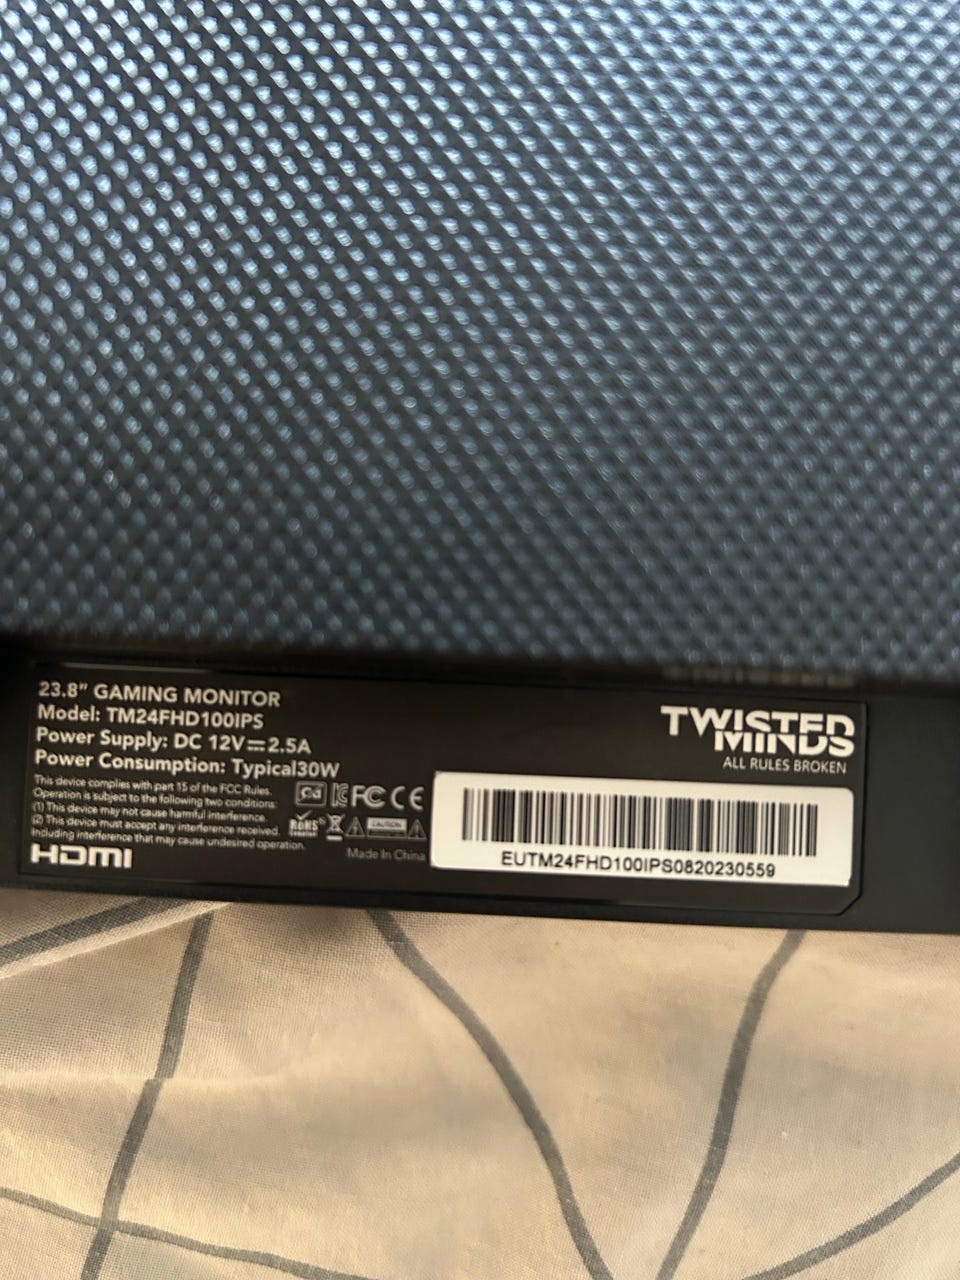 23.8" GAMING MONITOR
Model: TM24FHD100IPS
Power Supply: DC 12V⎓2.5A
Power Consumption: Typical30W
This device complies with part 15 of the FCC Rules.
Operation is subject to the following two conditions:
(1) This device may not cause harmful interference.
(2) This device must accept any interference received.
Including interference that may cause undesired operation.
HDMI
FC CE
RoHS
CAUTION
Made In China
TWISTED
MINDS
ALL RULES BROKEN
EUTM24FHD100IPS0820230559